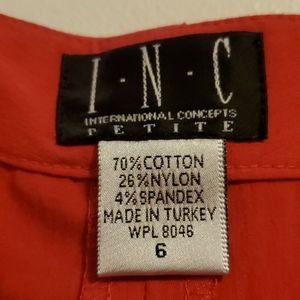 I·N·C
INTERNATIONAL CONCEPTS
PETITE
70%COTTON
26%NYLON
4%SPANDEX
MADE IN TURKEY
WPL 8046
6